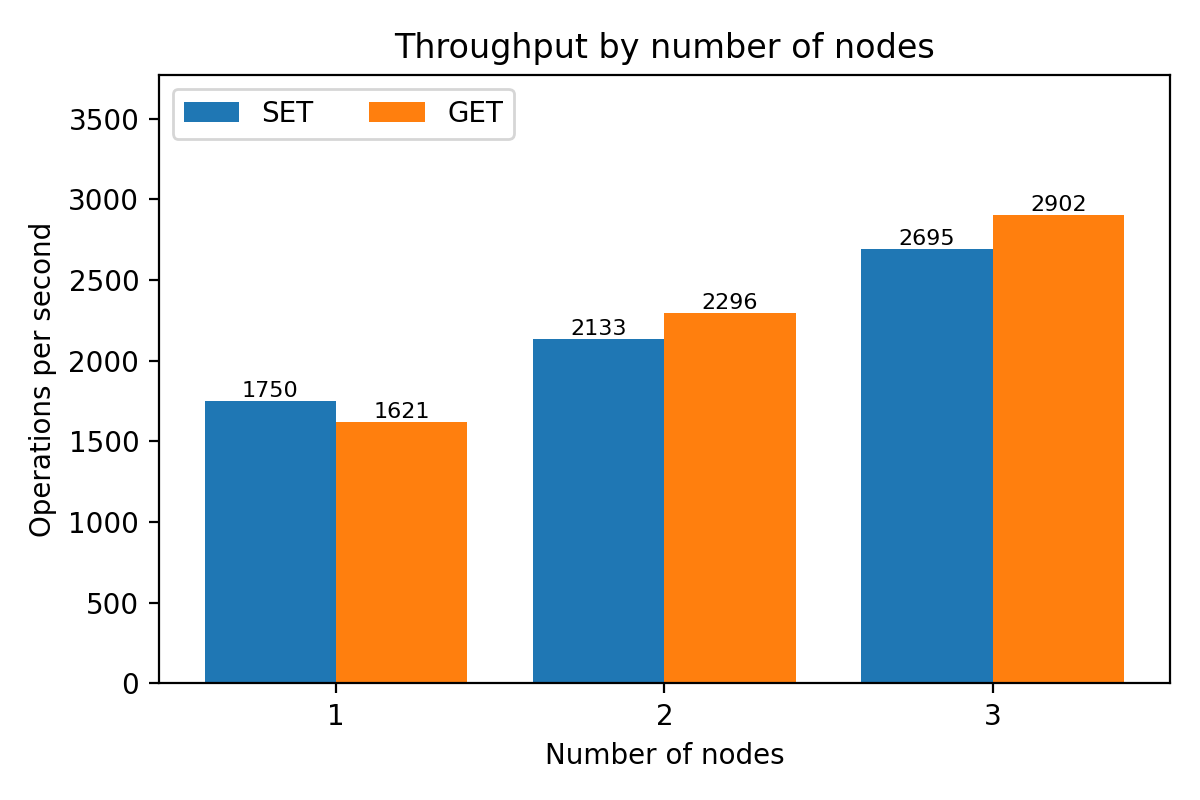 Throughput by number of nodes
SET GET
3500
3000
2500
2000
1500
1000
500
0
Operations per second
1750
1621
2133
2296
2695
2902
1 2 3
Number of nodes